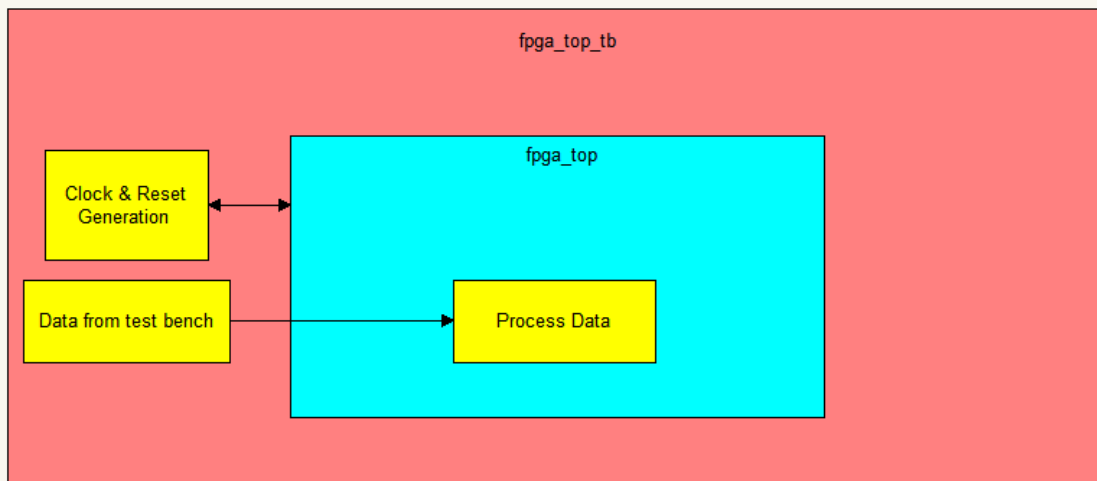 fpga_top_tb
fpga_top
Clock & Reset
Generation
Data from test bench
Process Data